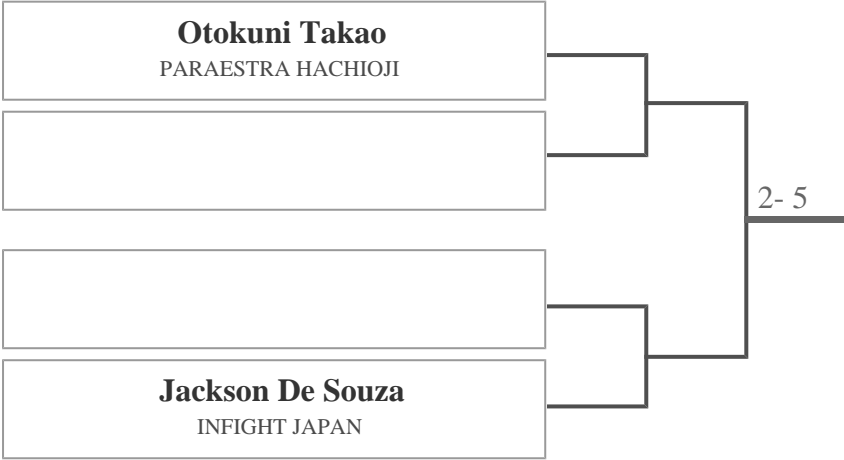 Otokuni Takao
PARAESTRA HACHIOJI
2- 5
Jackson De Souza
INFIGHT JAPAN